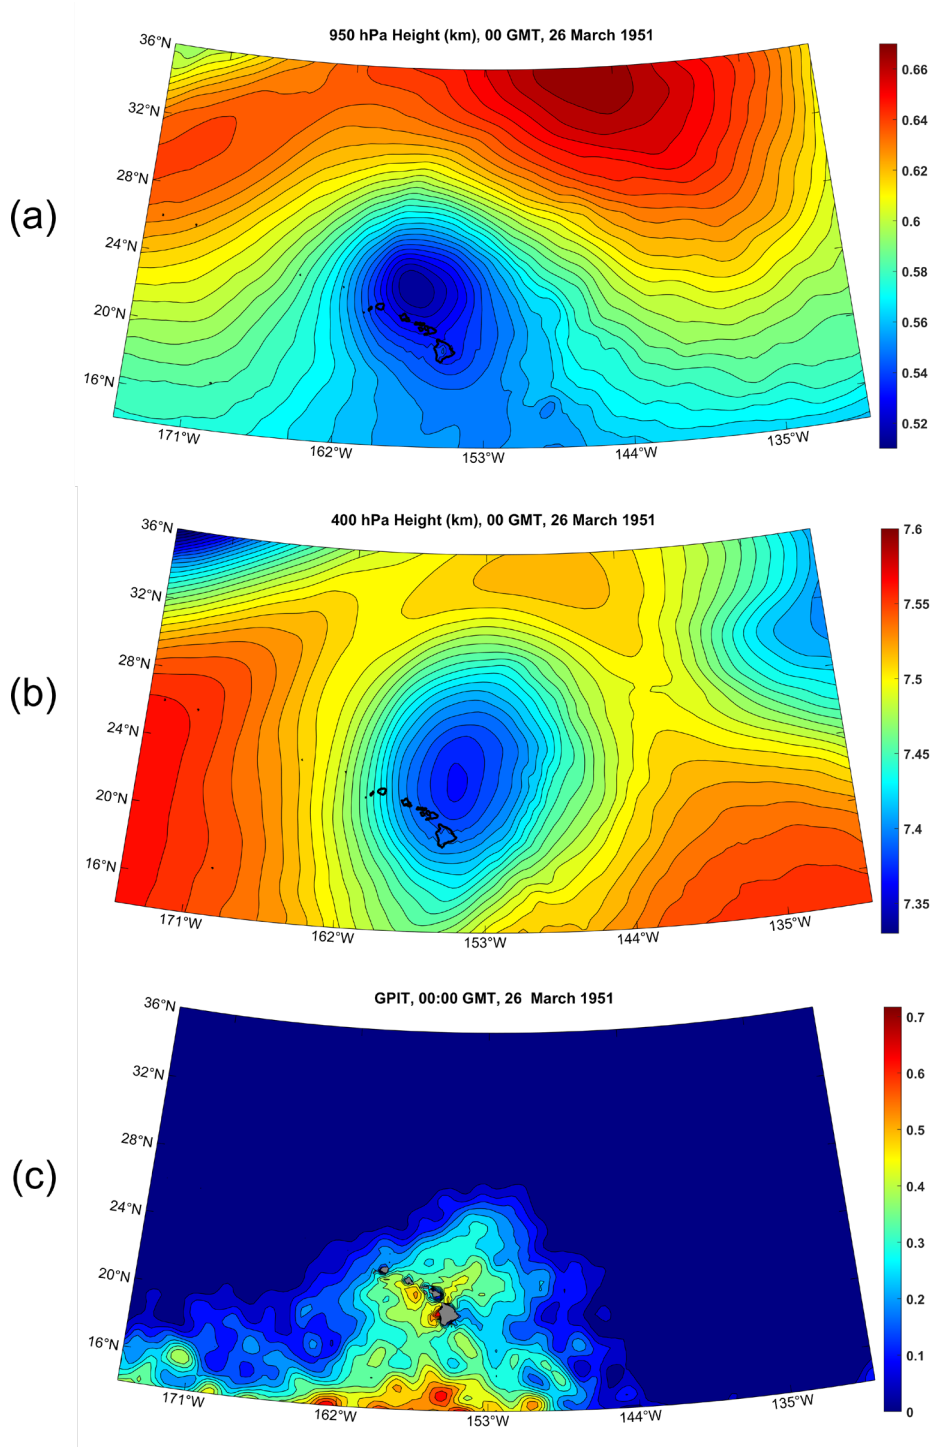 950 hPa Height (km), 00 GMT, 26 March 1951
(a)
36°N
32°N
28°N
24°N
20°N
16°N
171°W
162°W
153°W
144°W
135°W
0.66
0.64
0.62
0.6
0.58
0.56
0.54
0.52
400 hPa Height (km), 00 GMT, 26 March 1951
(b)
36°N
32°N
28°N
24°N
20°N
16°N
171°W
162°W
153°W
144°W
135°W
7.6
7.55
7.5
7.45
7.4
7.35
GPIT, 00:00 GMT, 26 March 1951
(c)
36°N
32°N
28°N
24°N
20°N
16°N
171°W
162°W
153°W
144°W
135°W
0.7
0.6
0.5
0.4
0.3
0.2
0.1
0